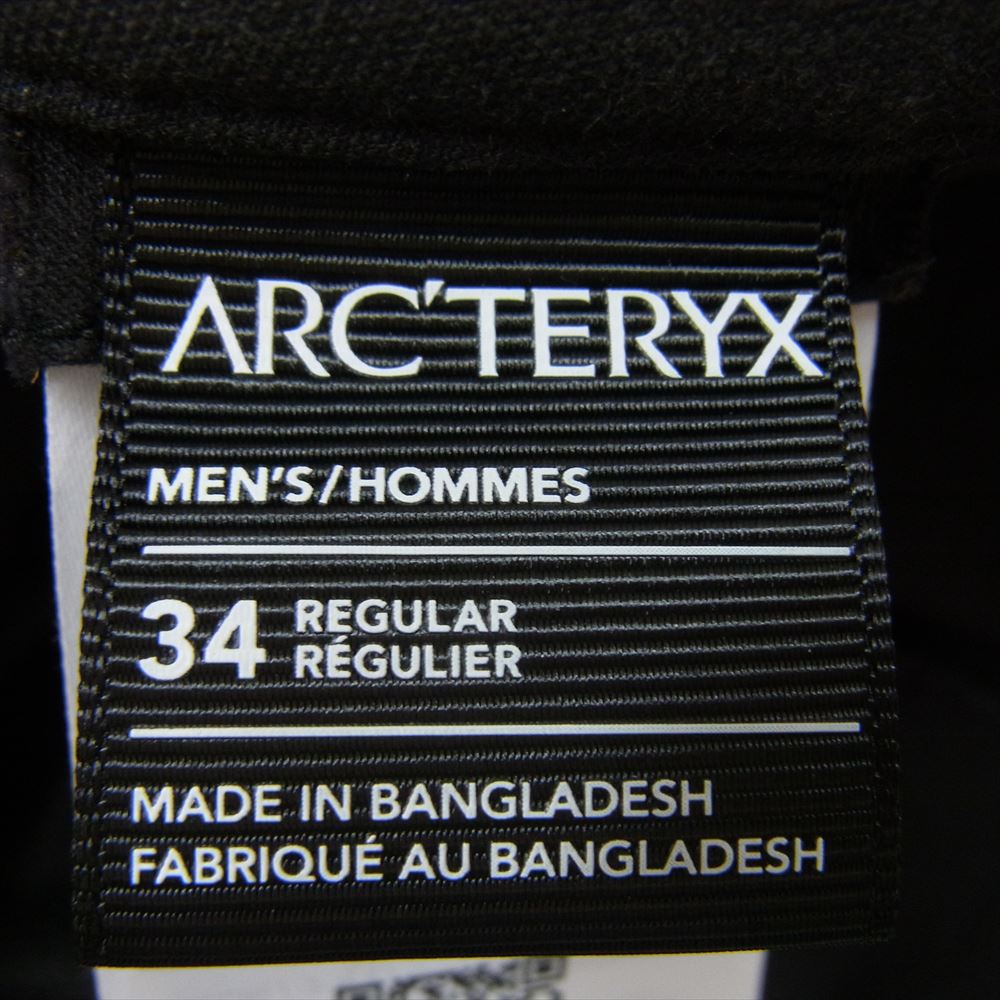 ARC'TERYX
MEN'S/HOMMES
34 REGULAR
RÉGULIER
MADE IN BANGLADESH
FABRIQUÉ AU BANGLADESH